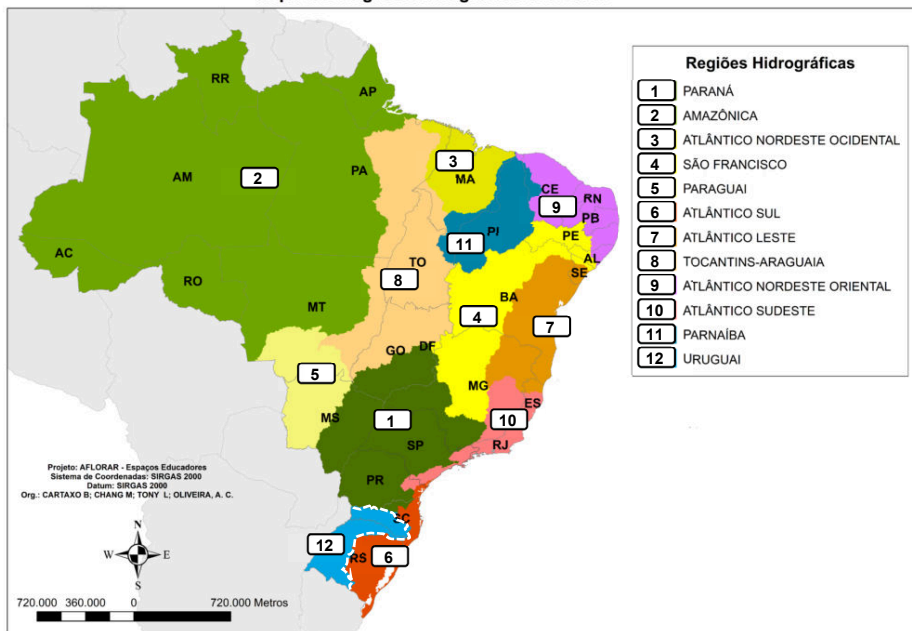 RR
AP
AM
2
PA
3
MA
CE
RN
9
PB
PI
PE
11
AL
AC
TO
SE
RO
8
BA
MT
4
7
DF
GO
5
MG
ES
MS
1
10
SP
RJ
PR
SC
12
RS
6
Regiões Hidrográficas
1 PARANÁ
2 AMAZÔNICA
3 ATLÂNTICO NORDESTE OCIDENTAL
4 SÃO FRANCISCO
5 PARAGUAI
6 ATLÂNTICO SUL
7 ATLÂNTICO LESTE
8 TOCANTINS-ARAGUAIA
9 ATLÂNTICO NORDESTE ORIENTAL
10 ATLÂNTICO SUDESTE
11 PARNAÍBA
12 URUGUAI
Projeto: AFLORAR - Espaços Educadores
Sistema de Coordenadas: SIRGAS 2000
Datum: SIRGAS 2000
Org.: CARTAXO B; CHANG M; TONY L; OLIVEIRA, A. C.
N
W E
S
720.000 360.000 0 720.000 Metros